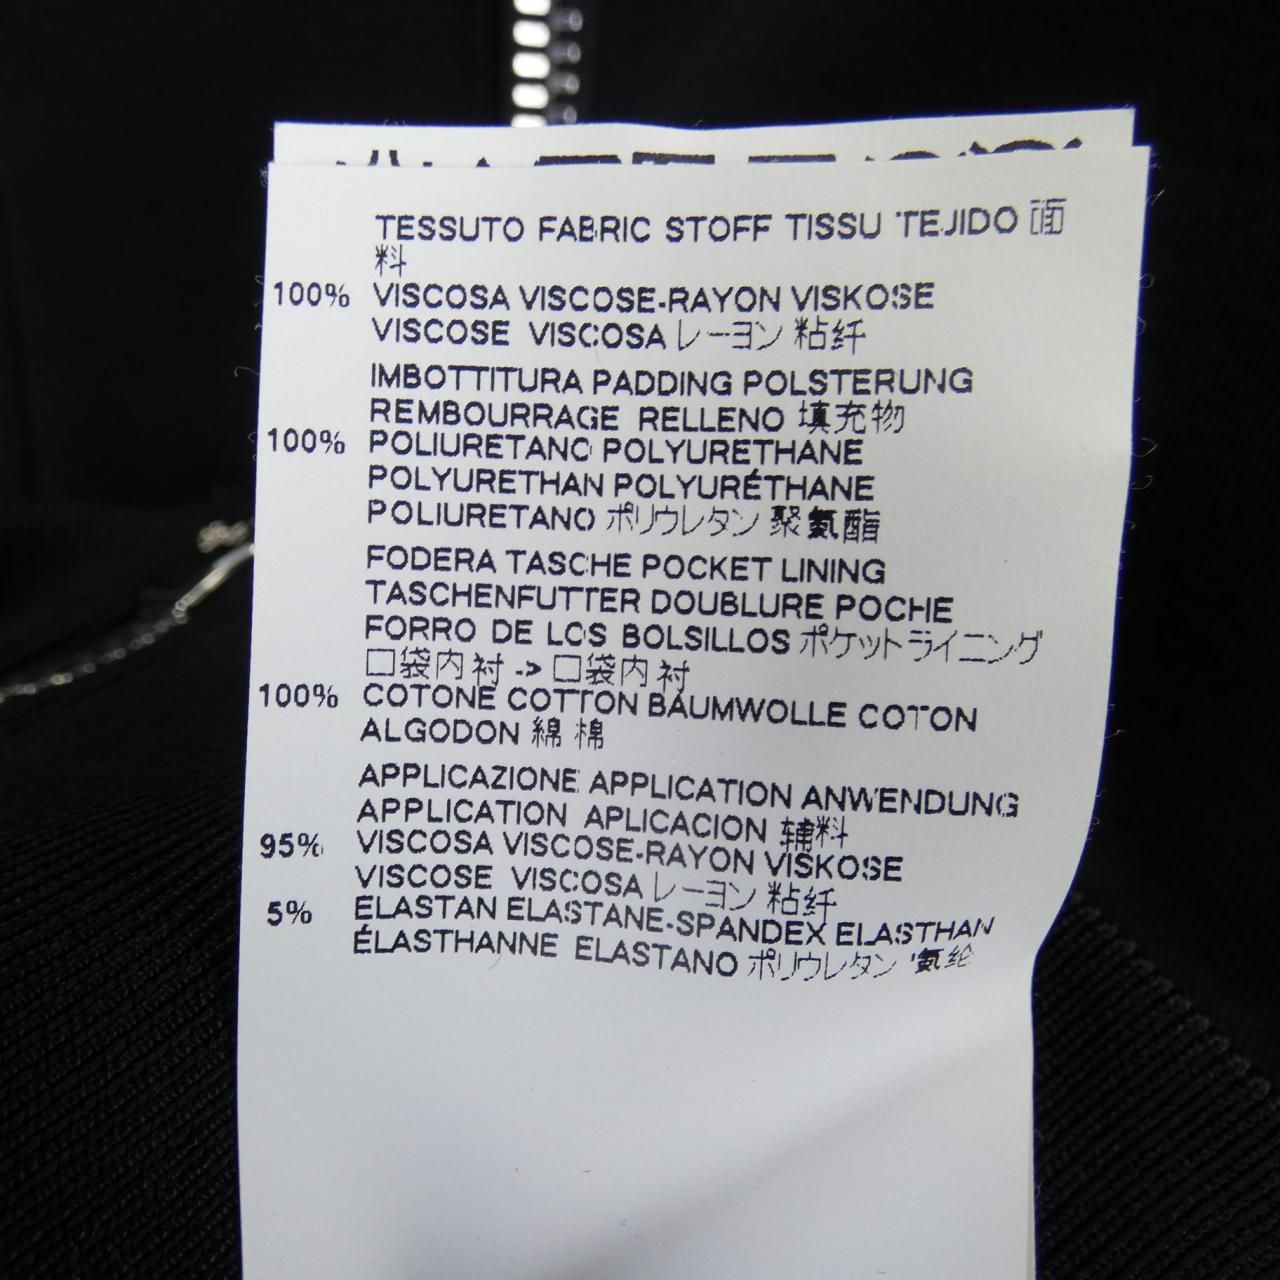 TESSUTO FABRIC STOFF TISSU TEJIDO 面
料
100% VISCOSA VISCOSE-RAYON VISKOSE
VISCOSE VISCOSA レーヨン 粘纤
IMBOTTITURA PADDING POLSTERUNG
REMBOURRAGE RELLENO 填充物
100% POLIURETANO POLYURETHANE
POLYURETHAN POLYURÉTHANE
POLIURETANO ポリウレタン 聚氨酯
FODERA TASCHE POCKET LINING
TASCHENFUTTER DOUBLURE POCHE
FORRO DE LOS BOLSILLOS ポケットライニング
口袋内衬 -> 口袋内衬
100% COTONE COTTON BAUMWOLLE COTON
ALGODON 綿 棉
APPLICAZIONE APPLICATION ANWENDUNG
APPLICATION APLICACION 辅料
95% VISCOSA VISCOSE-RAYON VISKOSE
VISCOSE VISCOSA レーヨン 粘纤
5% ELASTAN ELASTANE-SPANDEX ELASTHAN
ÉLASTHANNE ELASTANO ポリウレタン 氨纶